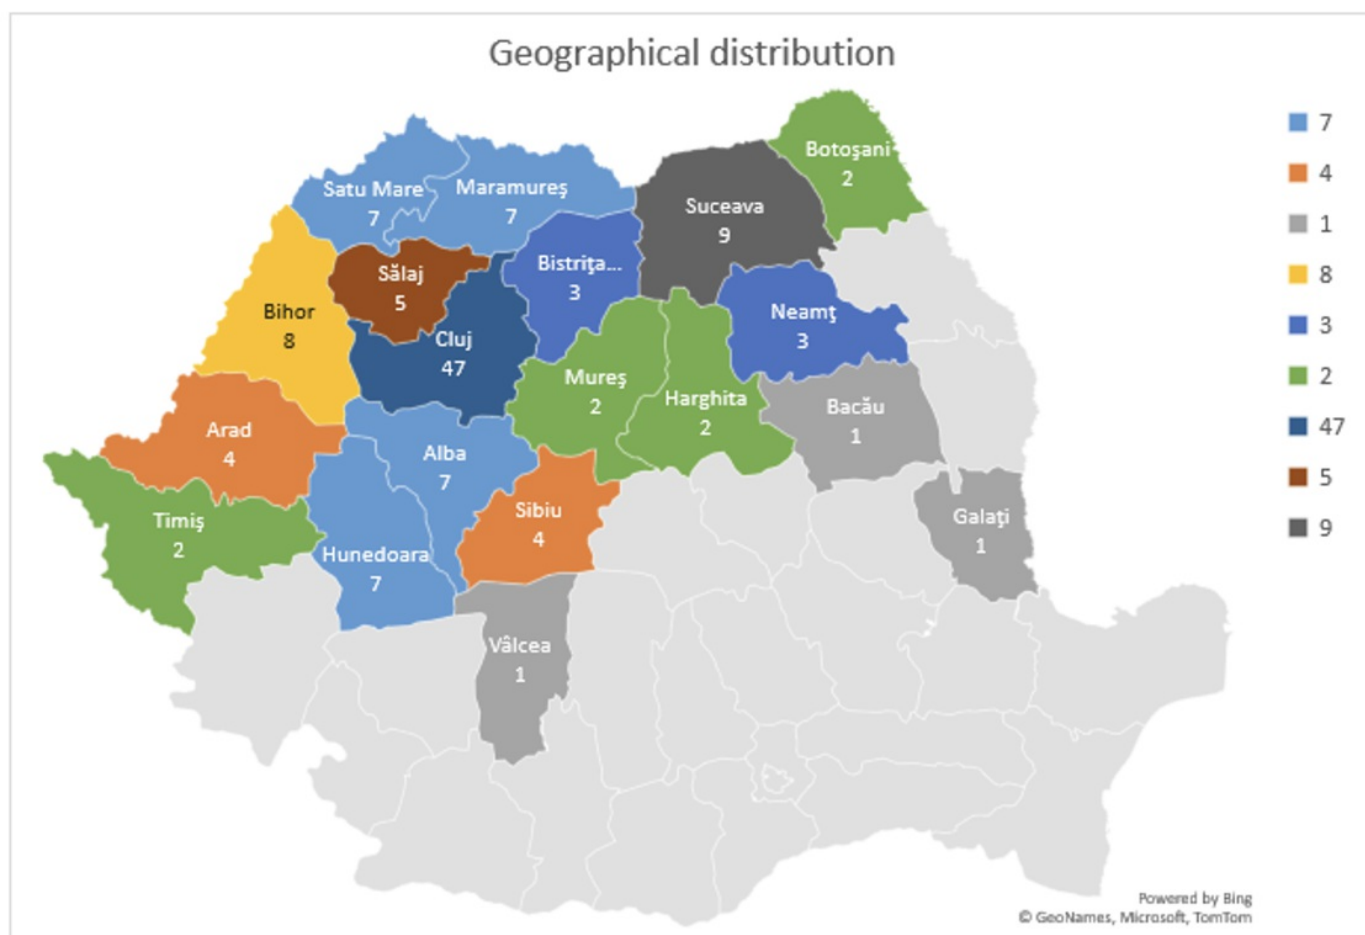 Geographical distribution
Botoşani
2
Satu Mare
7
Maramureş
7
Suceava
9
Bistriţa...
3
Sălaj
5
Bihor
8
Cluj
47
Neamţ
3
Mureş
2
Harghita
2
Bacău
1
Arad
4
Alba
7
Sibiu
4
Galaţi
1
Timiş
2
Hunedoara
7
Vâlcea
1
7
4
1
8
3
2
47
5
9
Powered by Bing
© GeoNames, Microsoft, TomTom